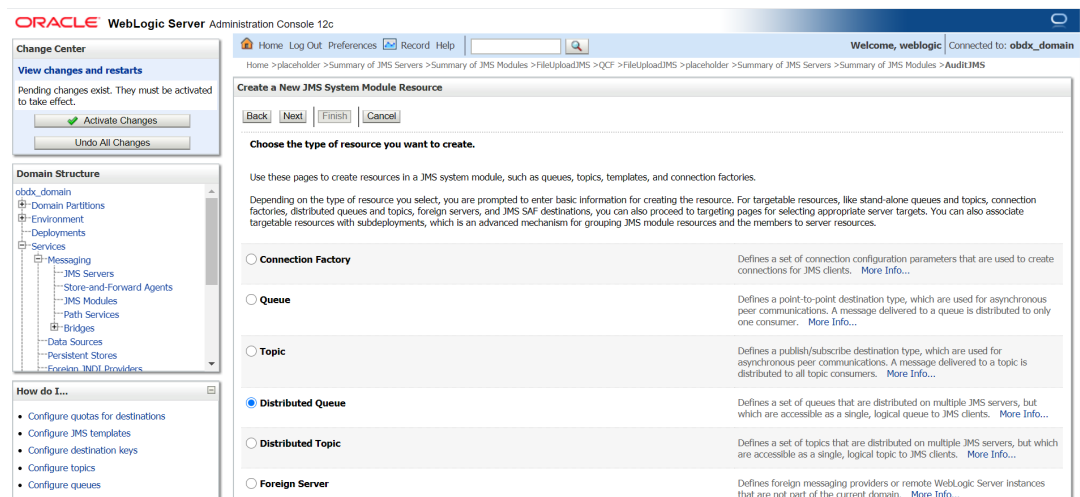 ORACLE WebLogic Server Administration Console 12c
Change Center
View changes and restarts
Pending changes exist. They must be activated
to take effect.
Activate Changes
Undo All Changes
Domain Structure
obdx_domain
Domain Partitions
Environment
Deployments
Services
Messaging
JMS Servers
Store-and-Forward Agents
JMS Modules
Path Services
Bridges
Data Sources
Persistent Stores
Foreign JNDI Providers
How do I...
Configure quotas for destinations
Configure JMS templates
Configure destination keys
Configure topics
Configure queues
Home Log Out Preferences Record Help
Welcome, weblogic Connected to: obdx_domain
Home >placeholder >Summary of JMS Servers >Summary of JMS Modules >FileUploadJMS >QCF >FileUploadJMS >placeholder >Summary of JMS Servers >Summary of JMS Modules >AuditJMS
Create a New JMS System Module Resource
Back Next Finish Cancel
Choose the type of resource you want to create.
Use these pages to create resources in a JMS system module, such as queues, topics, templates, and connection factories.
Depending on the type of resource you select, you are prompted to enter basic information for creating the resource. For targetable resources, like stand-alone queues and topics, connection
factories, distributed queues and topics, foreign servers, and JMS SAF destinations, you can also proceed to targeting pages for selecting appropriate server targets. You can also associate
targetable resources with subdeployments, which is an advanced mechanism for grouping JMS module resources and the members to server resources.
Connection Factory
Defines a set of connection configuration parameters that are used to create
connections for JMS clients. More Info...
Queue
Defines a point-to-point destination type, which are used for asynchronous
peer communications. A message delivered to a queue is distributed to only
one consumer. More Info...
Topic
Defines a publish/subscribe destination type, which are used for
asynchronous peer communications. A message delivered to a topic is
distributed to all topic consumers. More Info...
Distributed Queue
Defines a set of queues that are distributed on multiple JMS servers, but
which are accessible as a single, logical queue to JMS clients. More Info...
Distributed Topic
Defines a set of topics that are distributed on multiple JMS servers, but which
are accessible as a single, logical topic to JMS clients. More Info...
Foreign Server
Defines foreign messaging providers or remote WebLogic Server instances
that are not part of the current domain. More Info...